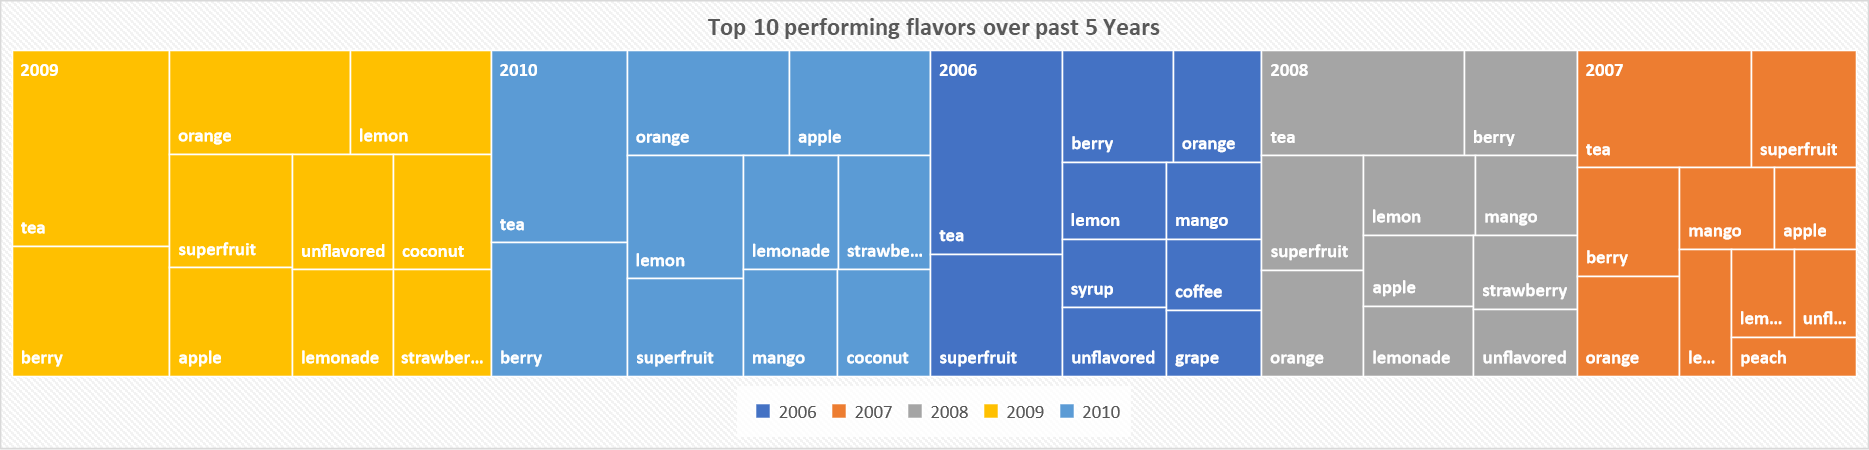 Top 10 performing flavors over past 5 Years
2009
tea
berry
orange
lemon
superfruit
unflavored
coconut
apple
lemonade
strawber...
2010
tea
berry
orange
apple
lemon
lemonade
strawbe...
superfruit
mango
coconut
2006
tea
superfruit
berry
orange
lemon
mango
syrup
coffee
unflavored
grape
2008
tea
berry
superfruit
lemon
mango
orange
apple
strawberry
lemonade
unflavored
2007
tea
superfruit
berry
mango
apple
orange
le...
lem...
unfl...
peach
2006 2007 2008 2009 2010